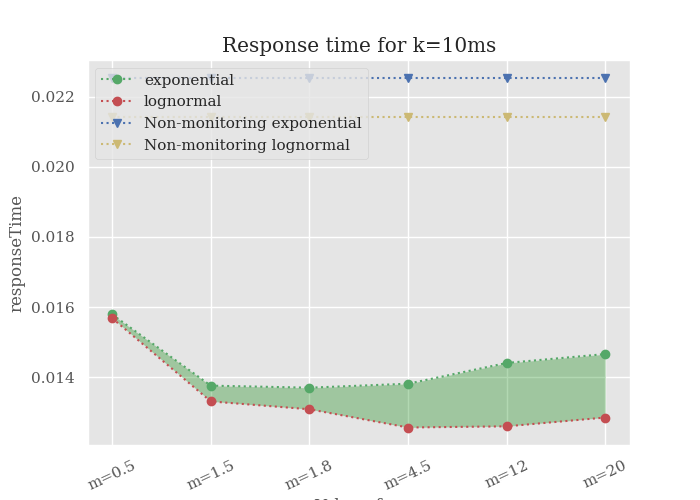 Response time for k=10ms
exponential
lognormal
Non-monitoring exponential
Non-monitoring lognormal
responseTime
0.022
0.020
0.018
0.016
0.014
m=0.5
m=1.5
m=1.8
m=4.5
m=12
m=20